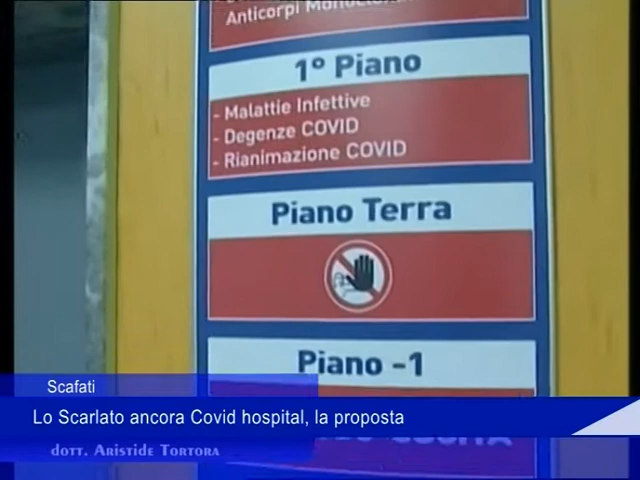 Anticorpi Monoclonali
1° Piano
- Malattie Infettive
- Degenze COVID
- Rianimazione COVID
Piano Terra
Piano -1
Scafati
Lo Scarlato ancora Covid hospital, la proposta
dott. Aristide Tortora